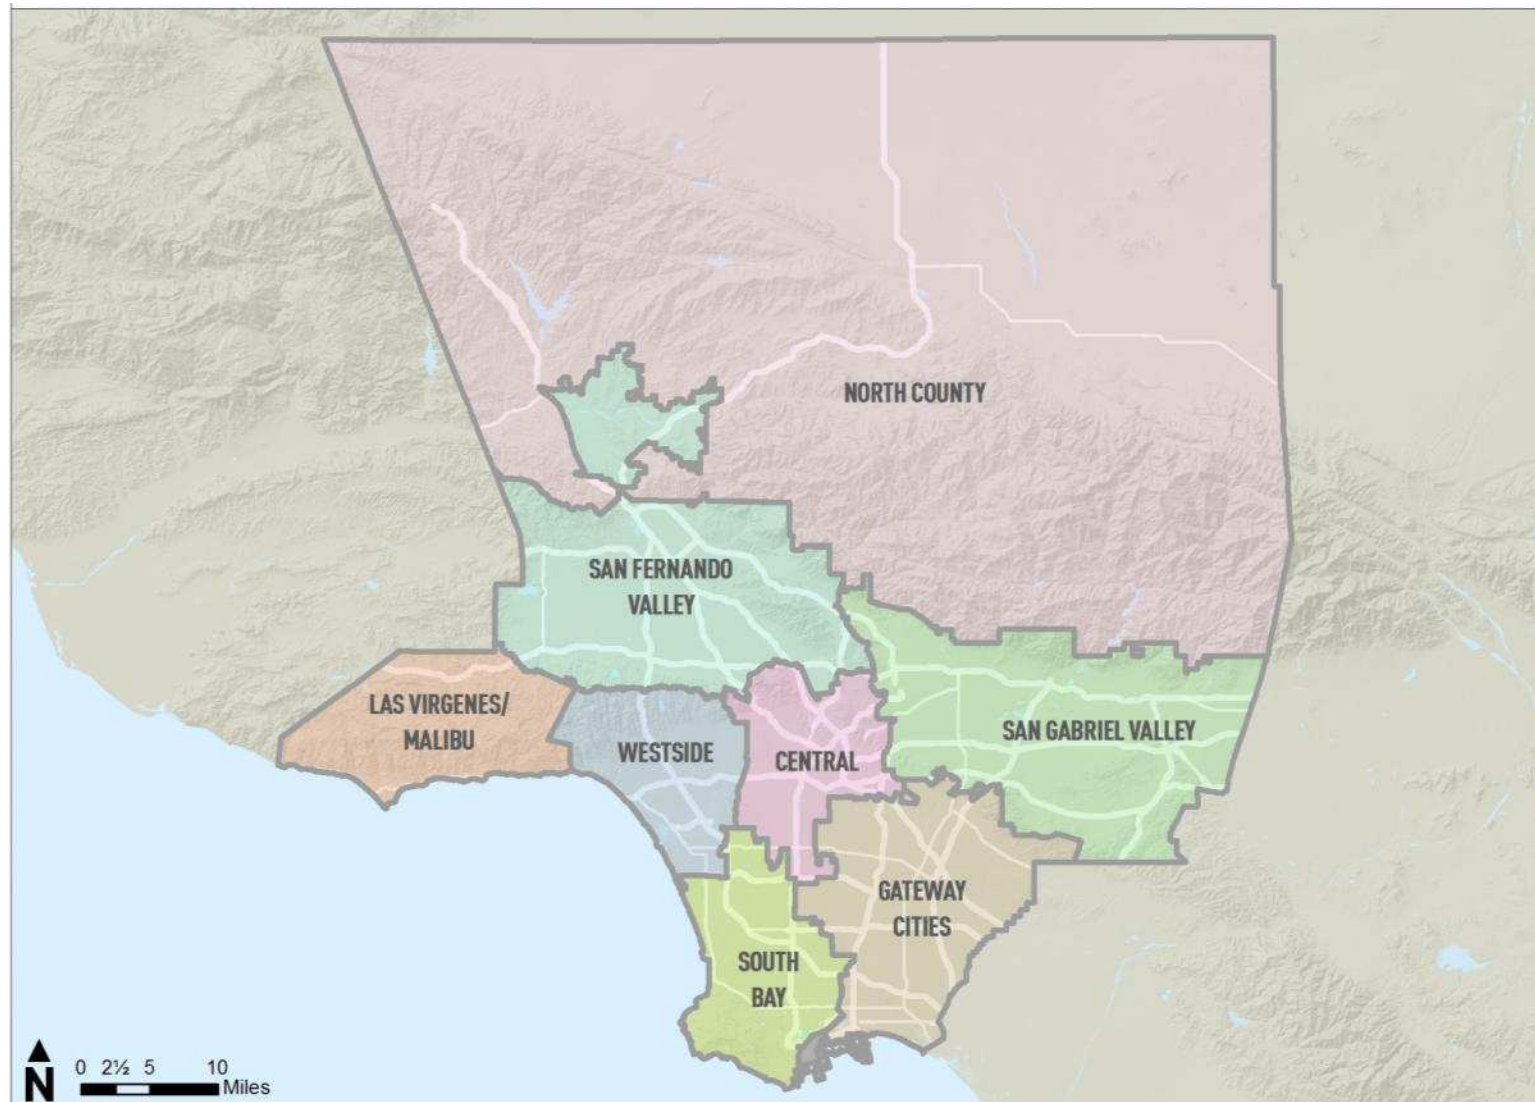 NORTH COUNTY
SAN FERNANDO
VALLEY
LAS VIRGENES/
MALIBU
WESTSIDE
CENTRAL
SAN GABRIEL VALLEY
GATEWAY
CITIES
SOUTH
BAY
N
0 2½ 5 10
Miles